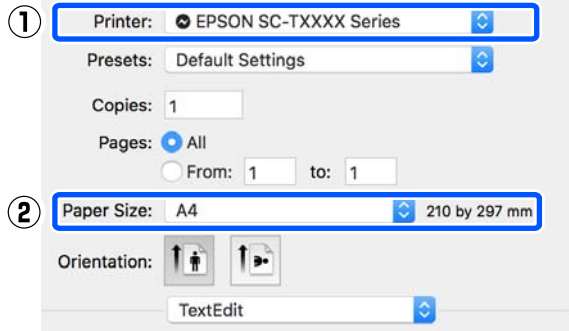 ① Printer: EPSON SC-TXXXX Series
Presets: Default Settings
Copies: 1
Pages: All
From: 1 to: 1
② Paper Size: A4 210 by 297 mm
Orientation:
TextEdit